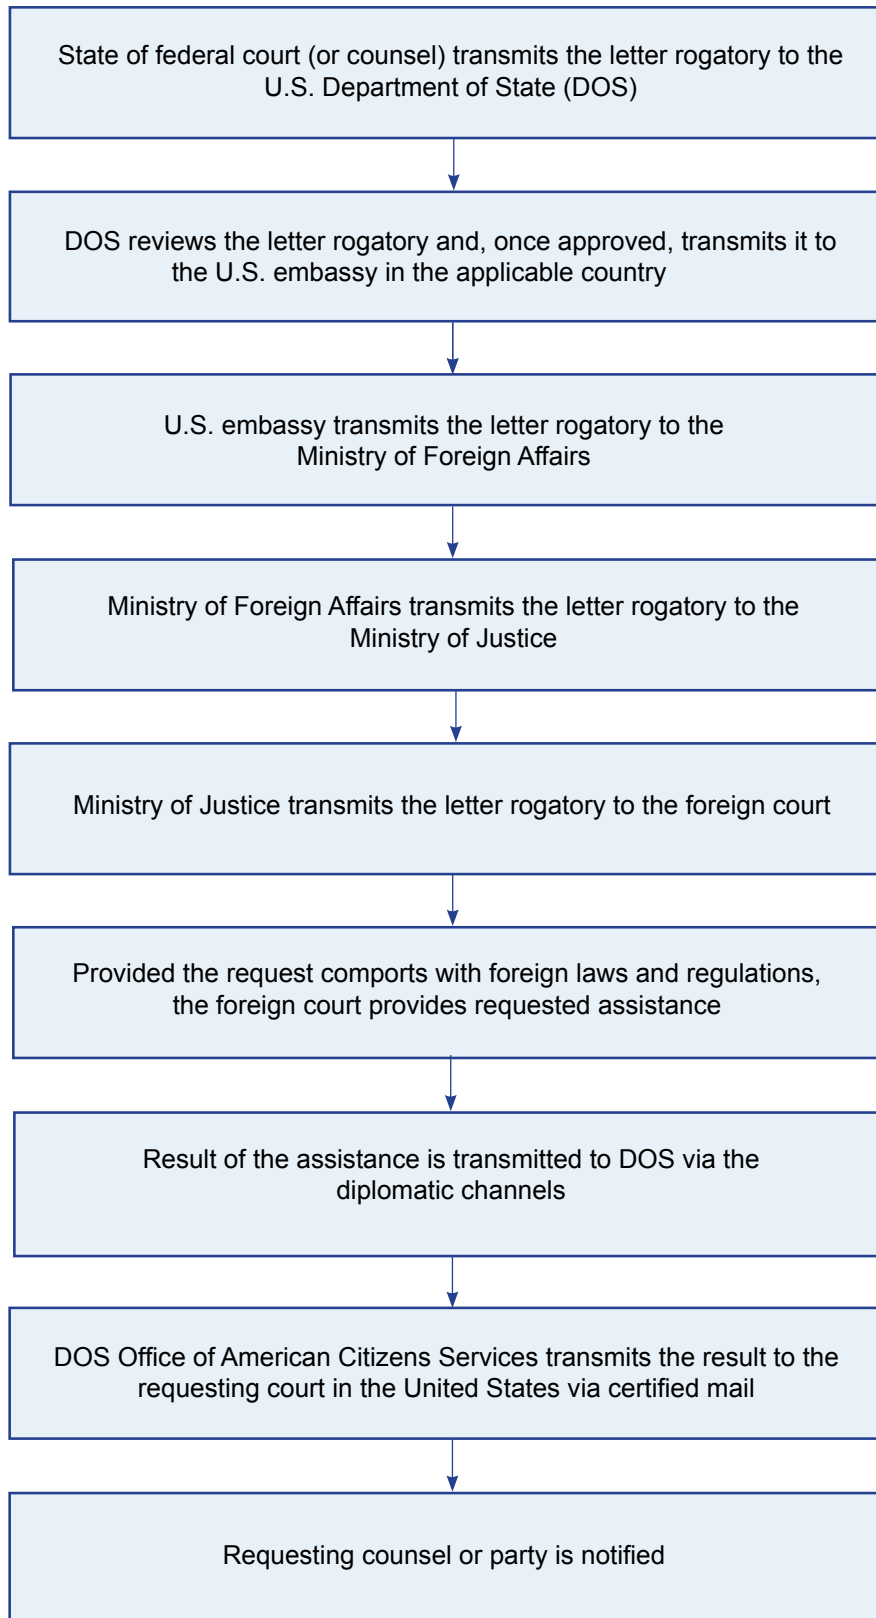 State of federal court (or counsel) transmits the letter rogatory to the
U.S. Department of State (DOS)
DOS reviews the letter rogatory and, once approved, transmits it to
the U.S. embassy in the applicable country
U.S. embassy transmits the letter rogatory to the
Ministry of Foreign Affairs
Ministry of Foreign Affairs transmits the letter rogatory to the
Ministry of Justice
Ministry of Justice transmits the letter rogatory to the foreign court
Provided the request comports with foreign laws and regulations,
the foreign court provides requested assistance
Result of the assistance is transmitted to DOS via the
diplomatic channels
DOS Office of American Citizens Services transmits the result to the
requesting court in the United States via certified mail
Requesting counsel or party is notified